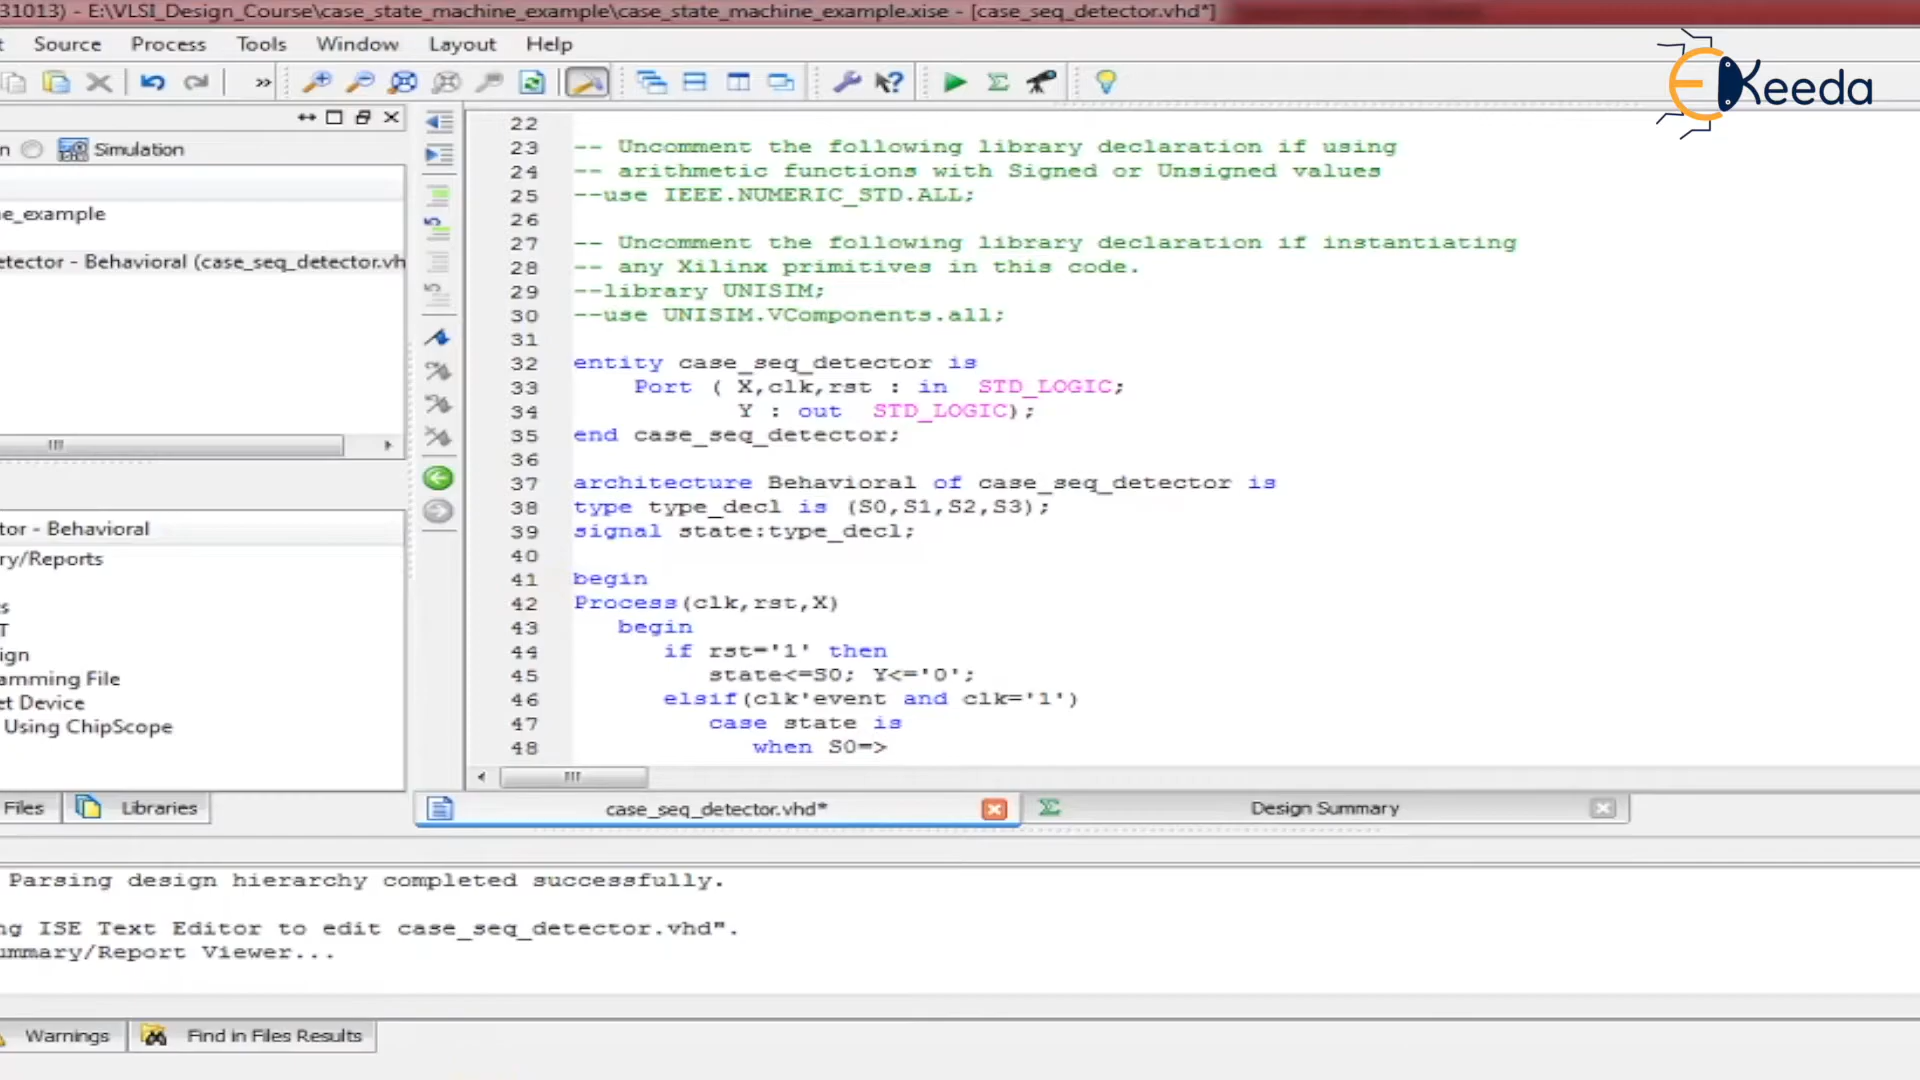 31013) - E:\VLSI_Design_Course\case_state_machine_example\case_state_machine_example.xise - [case_seq_detector.vhd*]
t Source Process Tools Window Layout Help
EKeeda
n Simulation
e_example
etector - Behavioral (case_seq_detector.vh
tor - Behavioral
ry/Reports
s
T
ign
amming File
et Device
Using ChipScope
Files Libraries
22
23 -- Uncomment the following library declaration if using
24 -- arithmetic functions with Signed or Unsigned values
25 --use IEEE.NUMERIC_STD.ALL;
26
27 -- Uncomment the following library declaration if instantiating
28 -- any Xilinx primitives in this code.
29 --library UNISIM;
30 --use UNISIM.VComponents.all;
31
32 entity case_seq_detector is
33 Port ( X,clk,rst : in STD_LOGIC;
34 Y : out STD_LOGIC);
35 end case_seq_detector;
36
37 architecture Behavioral of case_seq_detector is
38 type type_decl is (S0,S1,S2,S3);
39 signal state:type_decl;
40
41 begin
42 Process(clk,rst,X)
43 begin
44 if rst='1' then
45 state<=S0; Y<='0';
46 elsif(clk'event and clk='1')
47 case state is
48 when S0=>
case_seq_detector.vhd* Design Summary
Parsing design hierarchy completed successfully.
ng ISE Text Editor to edit case_seq_detector.vhd".
ummary/Report Viewer...
Warnings Find in Files Results